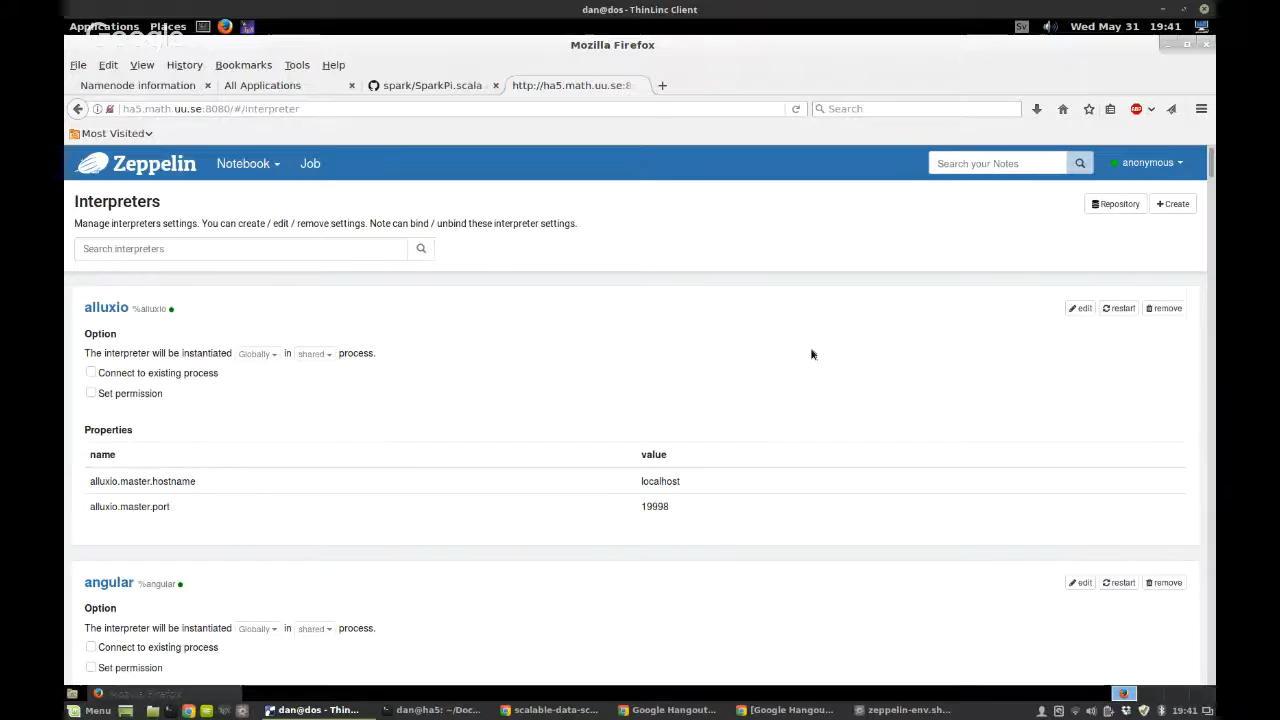 dan@dos - ThinLinc Client
Applications Places Sv Wed May 31 19:41
Google
Mozilla Firefox
File Edit View History Bookmarks Tools Help
Namenode information All Applications spark/SparkPi.scala http://ha5.math.uu.se:8
ha5.math.uu.se:8080/#/interpreter Search
Most Visited
Zeppelin Notebook Job Search your Notes anonymous
Interpreters Repository Create
Manage interpreters settings. You can create / edit / remove settings. Note can bind / unbind these interpreter settings.
Search interpreters
alluxio %alluxio edit restart remove
Option
The interpreter will be instantiated Globally in shared process.
Connect to existing process
Set permission
Properties
name value
alluxio.master.hostname localhost
alluxio.master.port 19998
angular %angular edit restart remove
Option
The interpreter will be instantiated Globally in shared process.
Connect to existing process
Set permission
Mozilla Firefox
Menu dan@dos - Thin... dan@ha5: ~/Doc... scalable-data-sc... Google Hangout... [Google Hangou... zeppelin-env.sh... 19:41